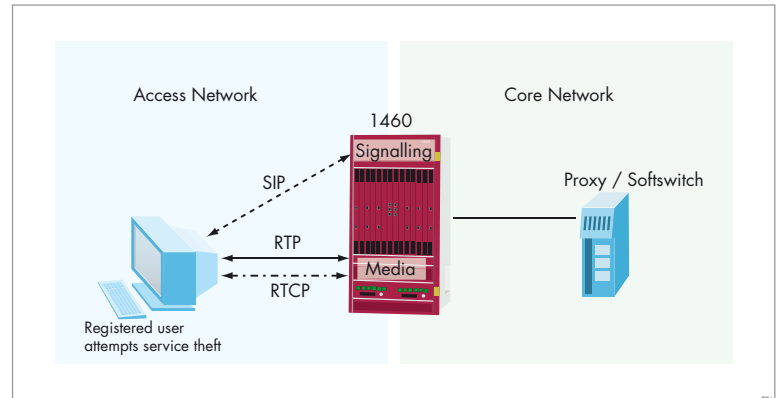 Access Network
Core Network
1460
Signalling
SIP
Proxy / Softswitch
RTP
Media
RTCP
Registered user
attempts service theft